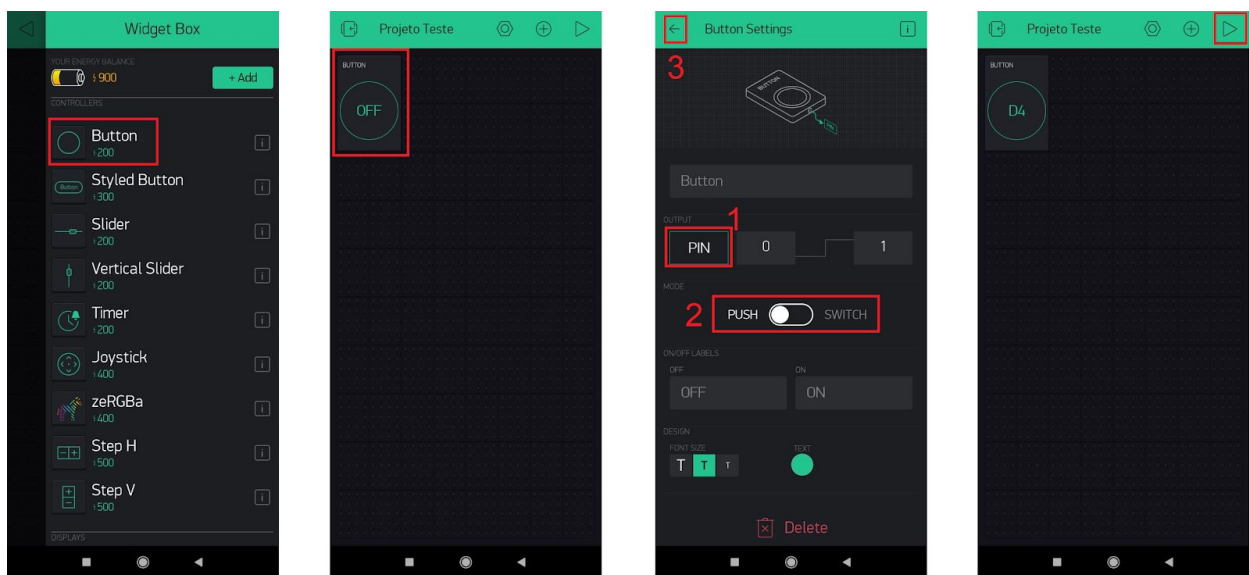 Widget Box
YOUR ENERGY BALANCE
900
+ Add
CONTROLLERS
Button
200
Button
Styled Button
300
Slider
200
Vertical Slider
200
Timer
200
Joystick
400
zeRGBa
400
Step H
500
Step V
500
DISPLAYS
Projeto Teste
BUTTON
OFF
Button Settings
3
BUTTON
PIN
Button
OUTPUT
1
PIN 0 1
MODE
2 PUSH SWITCH
ON/OFF LABELS
OFF ON
OFF ON
DESIGN
FONT SIZE TEXT
T T T
Delete
Projeto Teste
BUTTON
D4